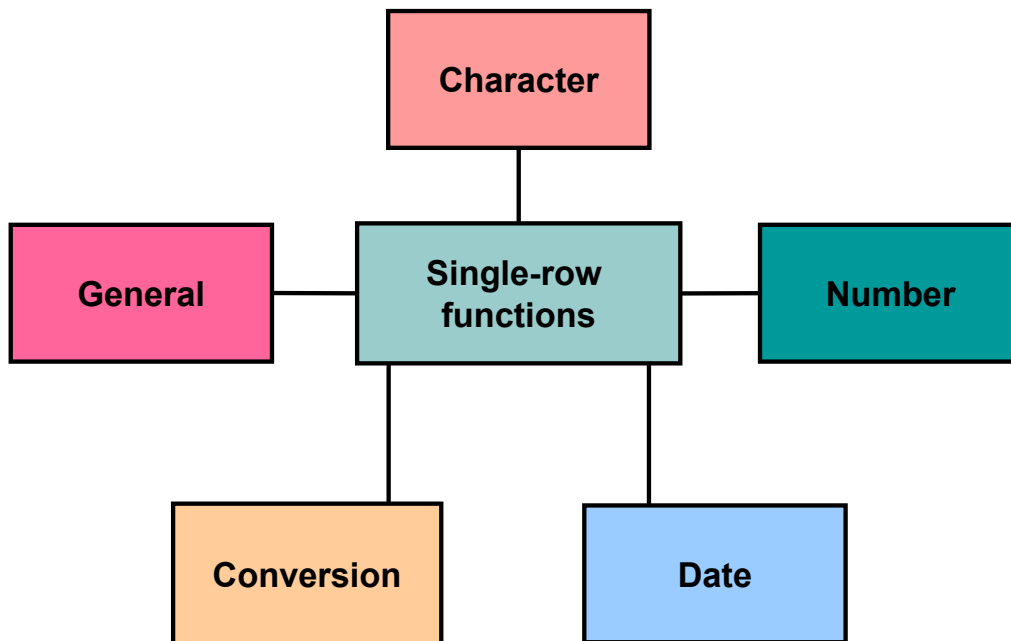 Character
General
Single-row
functions
Number
Conversion
Date